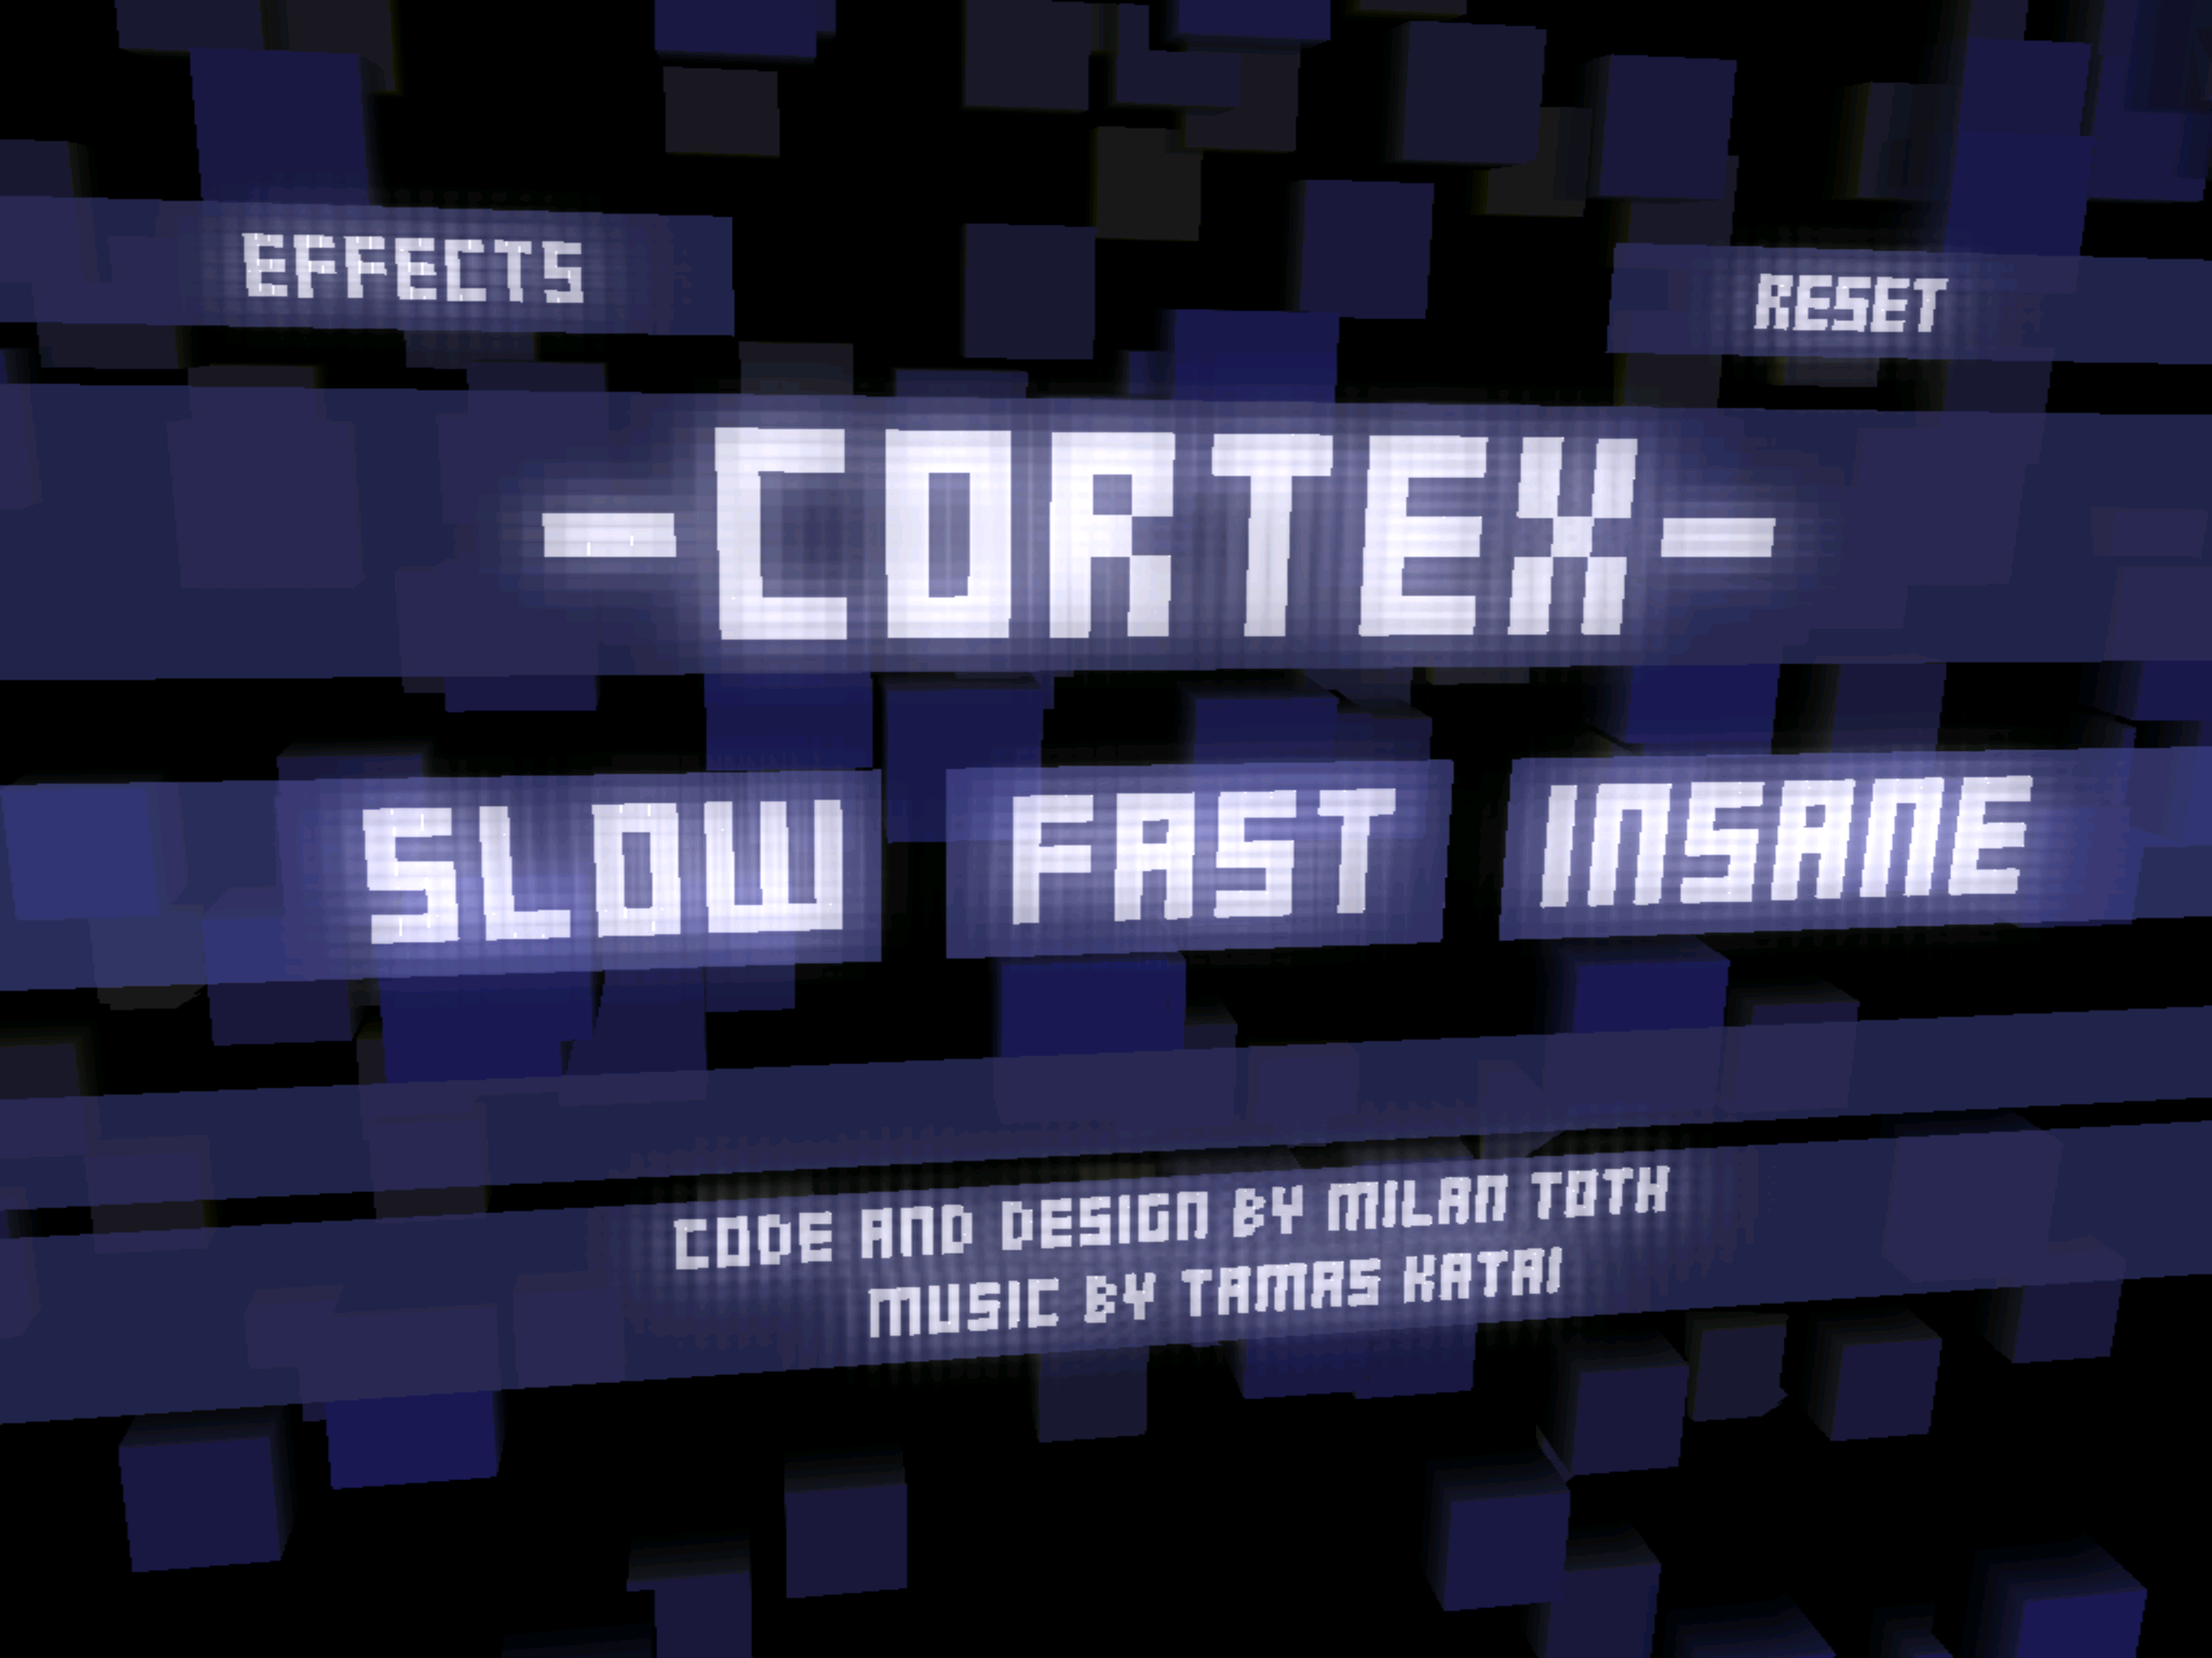 EFFECTS
RESET
-CORTEX-
SLOW FAST INSANE
CODE AND DESIGN BY MILAN TOTH
MUSIC BY TAMAS KATAI